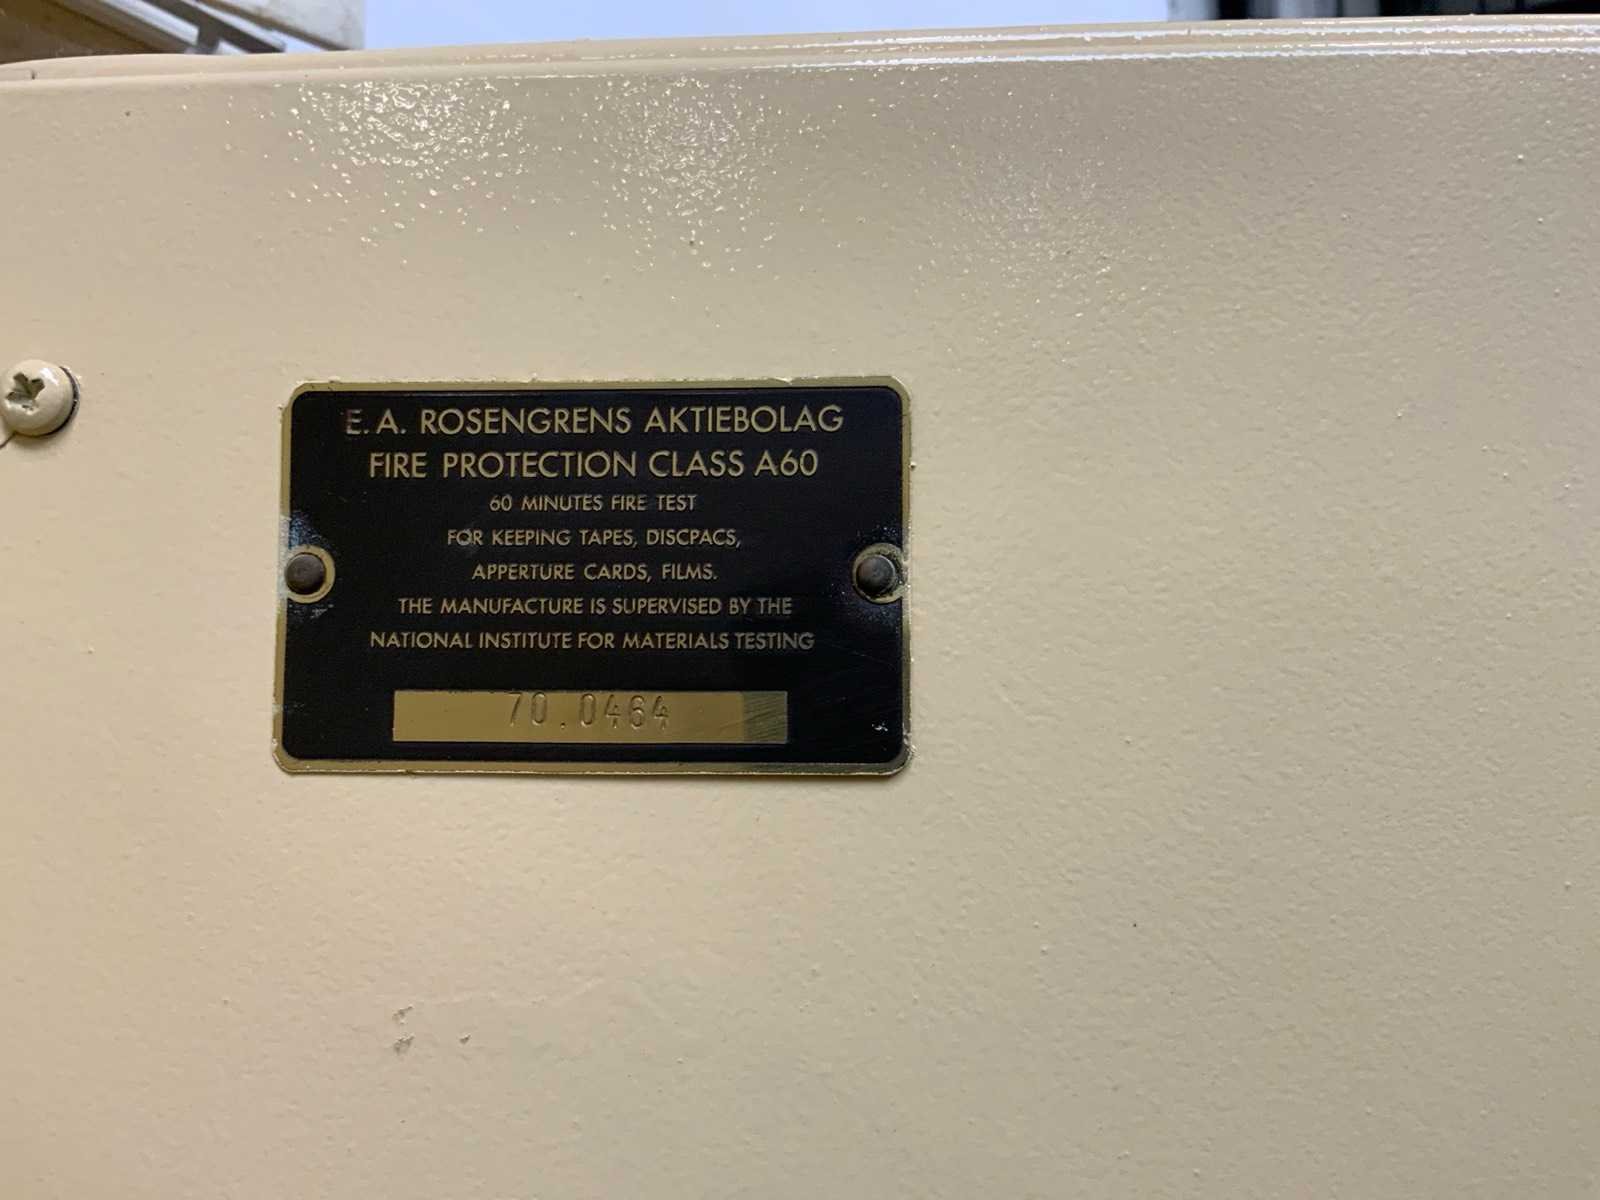 E. A. ROSENGRENS AKTIEBOLAG
FIRE PROTECTION CLASS A60
60 MINUTES FIRE TEST
FOR KEEPING TAPES, DISCPACS,
APPERTURE CARDS, FILMS.
THE MANUFACTURE IS SUPERVISED BY THE
NATIONAL INSTITUTE FOR MATERIALS TESTING
70.0464